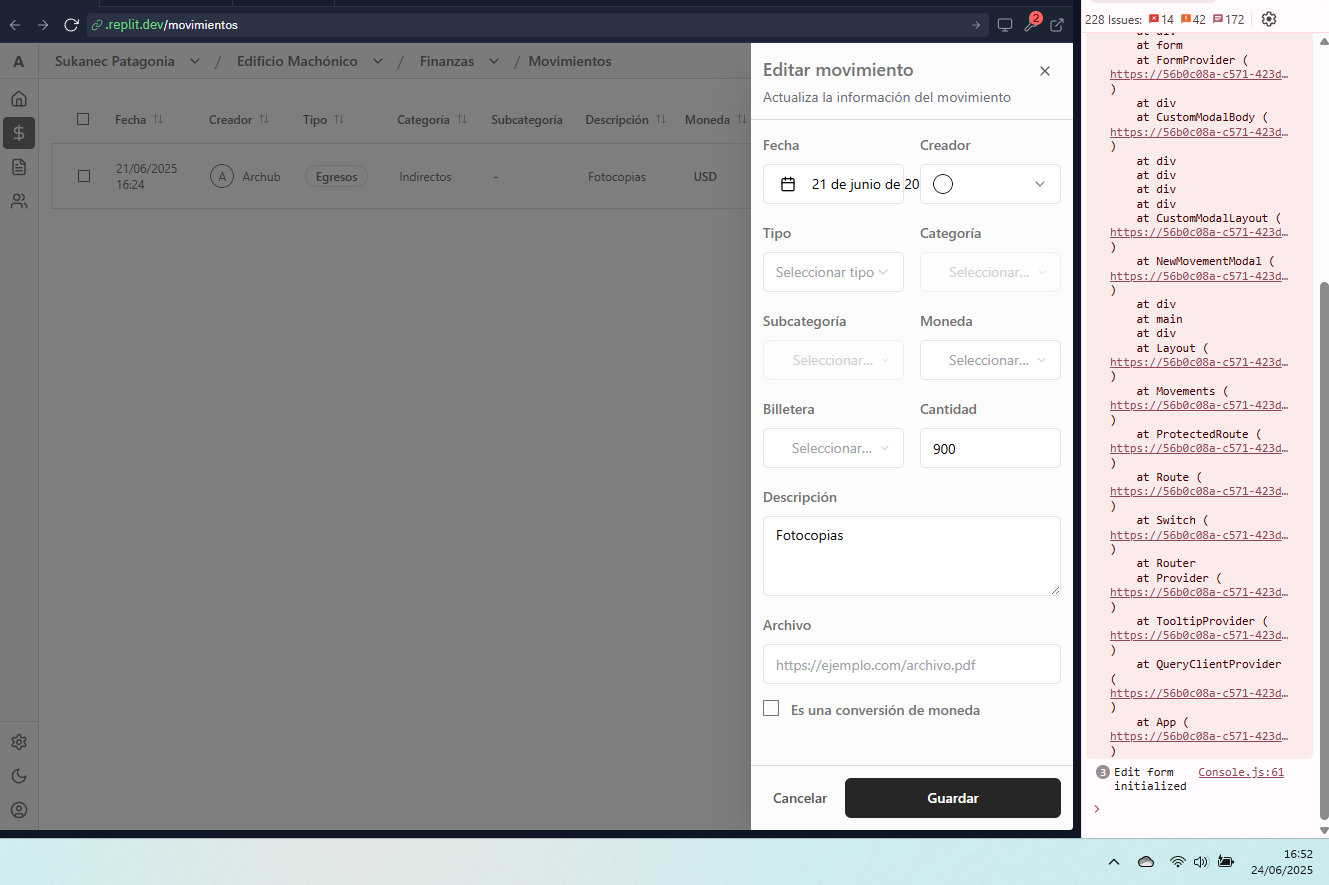 .replit.dev/movimientos
2
A
Sukanec Patagonia / Edificio Machónico / Finanzas / Movimientos
Fecha Creador Tipo Categoría Subcategoría Descripción Moneda
21/06/2025
16:24
A Archub Egresos Indirectos - Fotocopias USD
Editar movimiento
Actualiza la información del movimiento
Fecha Creador
21 de junio de 20
Tipo Categoría
Seleccionar tipo Seleccionar...
Subcategoría Moneda
Seleccionar... Seleccionar...
Billetera Cantidad
Seleccionar... 900
Descripción
Fotocopias
Archivo
https://ejemplo.com/archivo.pdf
Es una conversión de moneda
Cancelar Guardar
228 Issues: 14 42 172
at div
at form
at FormProvider (
https://56b0c08a-c571-423d…
)
at div
at CustomModalBody (
https://56b0c08a-c571-423d…
)
at div
at div
at div
at div
at CustomModalLayout (
https://56b0c08a-c571-423d…
)
at NewMovementModal (
https://56b0c08a-c571-423d…
)
at div
at main
at div
at Layout (
https://56b0c08a-c571-423d…
)
at Movements (
https://56b0c08a-c571-423d…
)
at ProtectedRoute (
https://56b0c08a-c571-423d…
)
at Route (
https://56b0c08a-c571-423d…
)
at Switch (
https://56b0c08a-c571-423d…
)
at Router
at Provider (
https://56b0c08a-c571-423d…
)
at TooltipProvider (
https://56b0c08a-c571-423d…
)
at QueryClientProvider
(
https://56b0c08a-c571-423d…
)
at App (
https://56b0c08a-c571-423d…
)
3 Edit form Console.js:61
initialized
16:52
24/06/2025